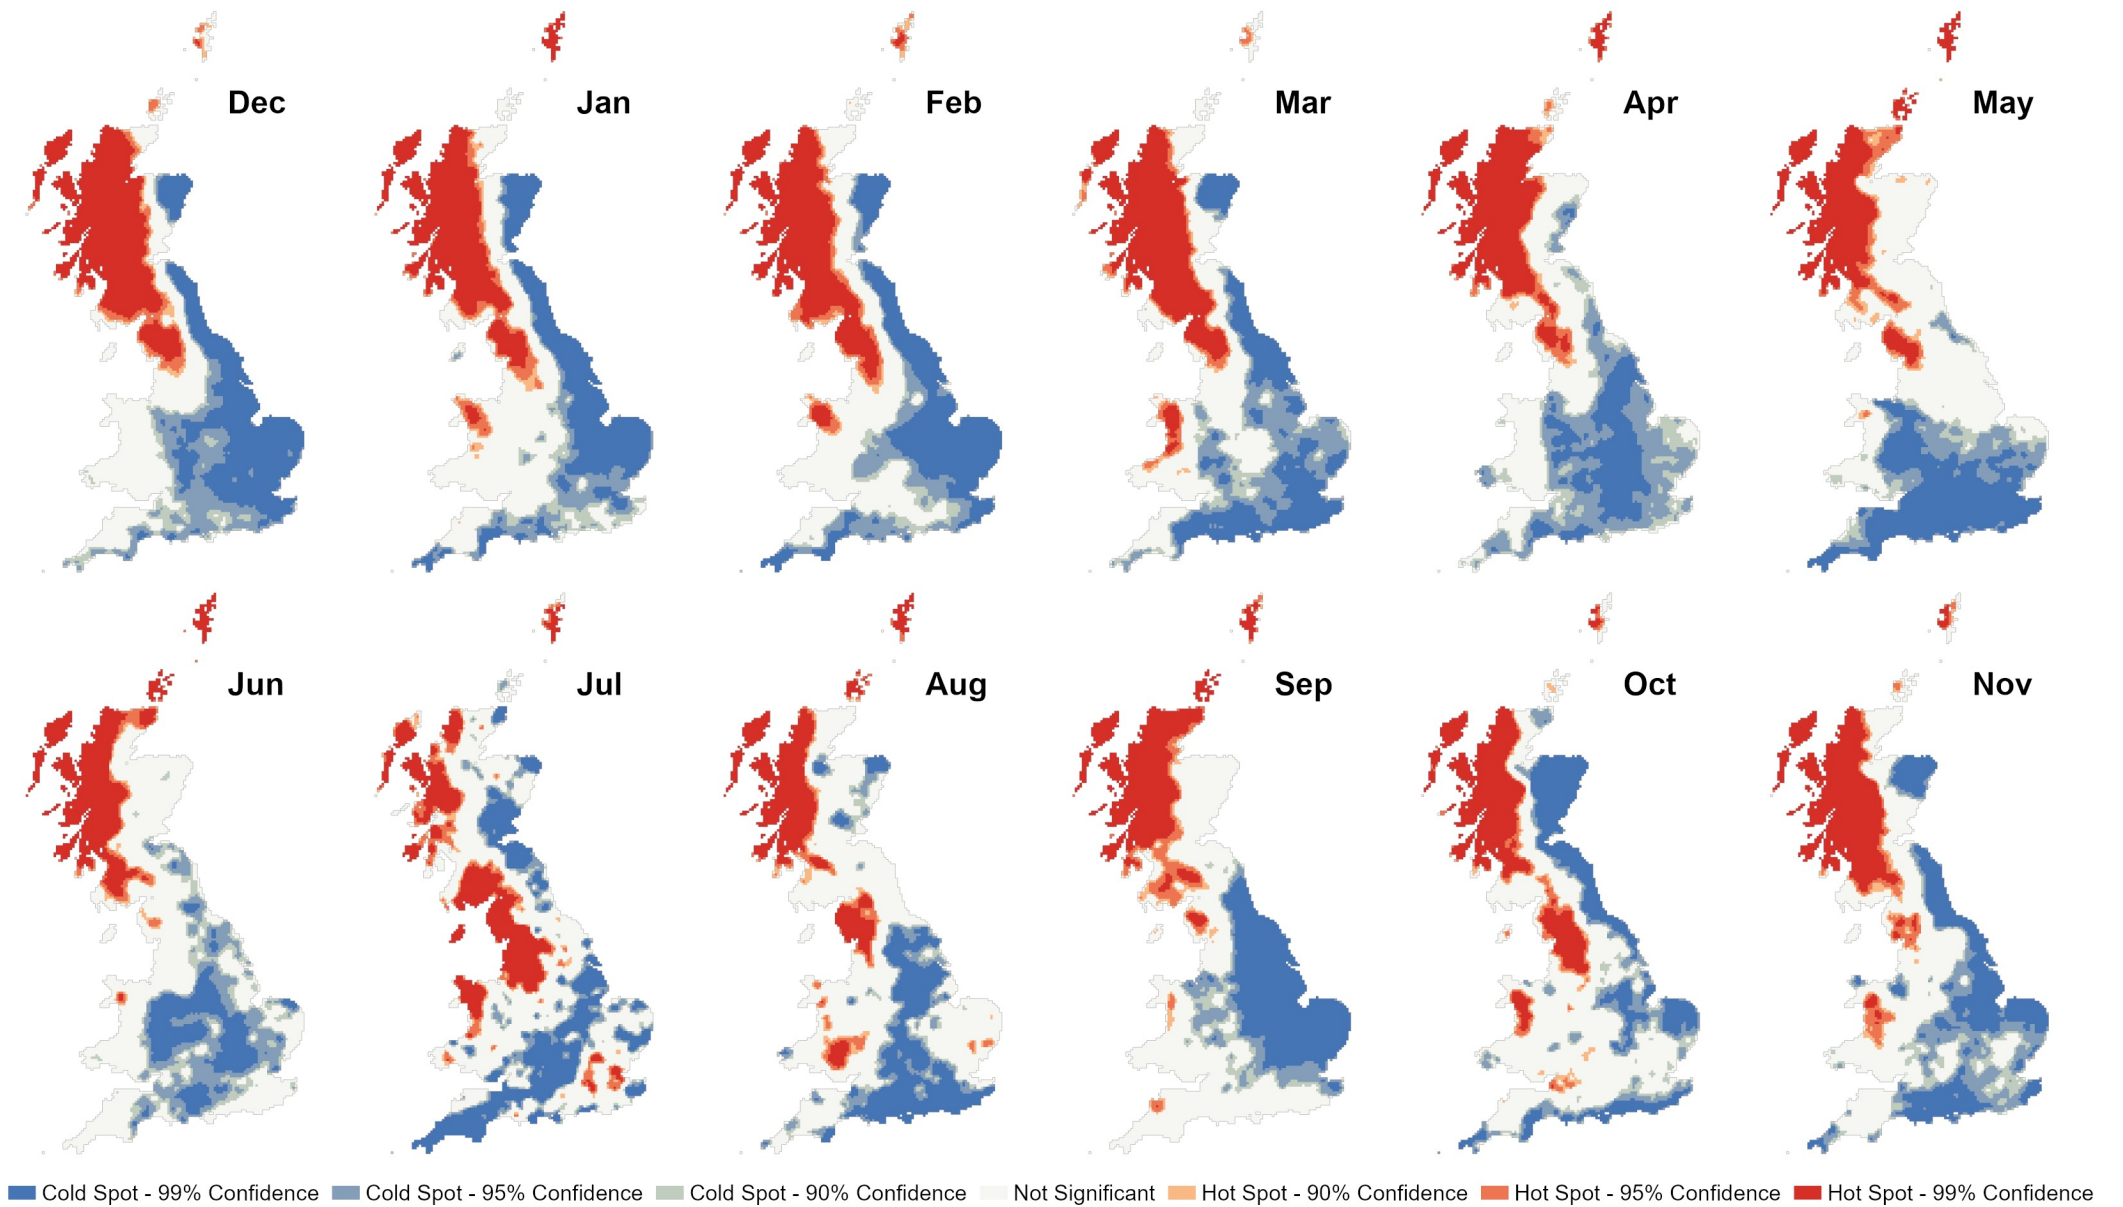 Dec Jan Feb Mar Apr May
Jun Jul Aug Sep Oct Nov
Cold Spot - 99% Confidence Cold Spot - 95% Confidence Cold Spot - 90% Confidence Not Significant Hot Spot - 90% Confidence Hot Spot - 95% Confidence Hot Spot - 99% Confidence